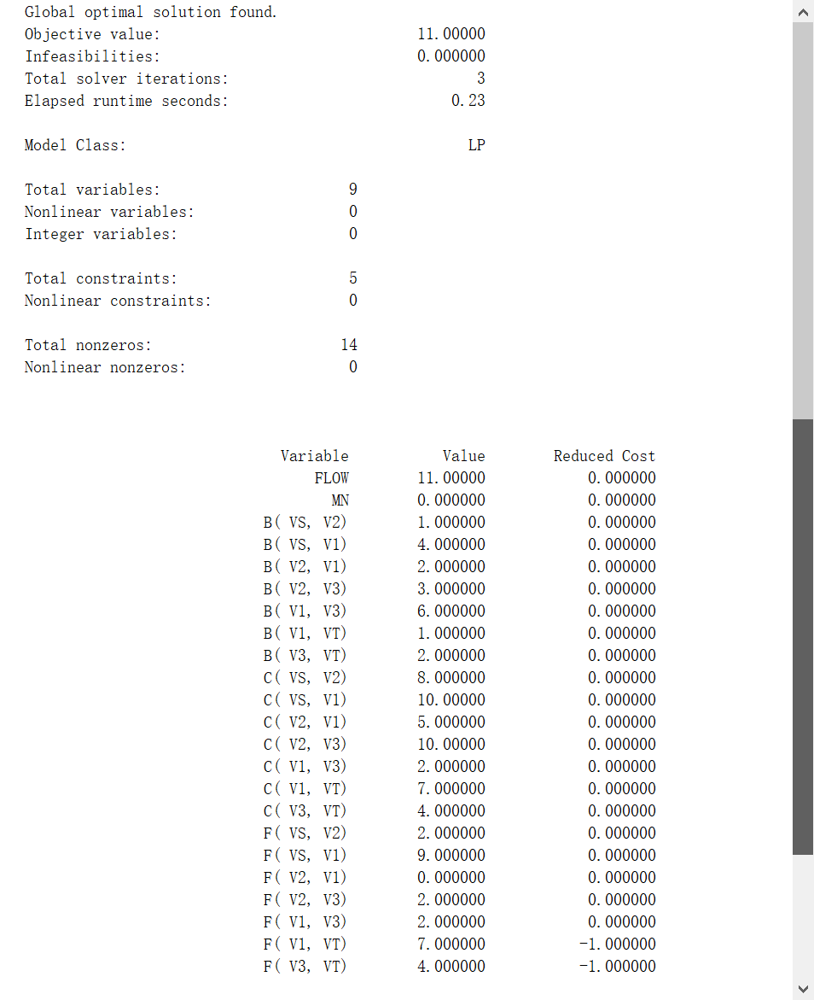 Global optimal solution found.
Objective value: 11.00000
Infeasibilities: 0.000000
Total solver iterations: 3
Elapsed runtime seconds: 0.23
Model Class: LP
Total variables: 9
Nonlinear variables: 0
Integer variables: 0
Total constraints: 5
Nonlinear constraints: 0
Total nonzeros: 14
Nonlinear nonzeros: 0
Variable Value Reduced Cost
FLOW 11.00000 0.000000
MN 0.000000 0.000000
B( VS, V2) 1.000000 0.000000
B( VS, V1) 4.000000 0.000000
B( V2, V1) 2.000000 0.000000
B( V2, V3) 3.000000 0.000000
B( V1, V3) 6.000000 0.000000
B( V1, VT) 1.000000 0.000000
B( V3, VT) 2.000000 0.000000
C( VS, V2) 8.000000 0.000000
C( VS, V1) 10.00000 0.000000
C( V2, V1) 5.000000 0.000000
C( V2, V3) 10.00000 0.000000
C( V1, V3) 2.000000 0.000000
C( V1, VT) 7.000000 0.000000
C( V3, VT) 4.000000 0.000000
F( VS, V2) 2.000000 0.000000
F( VS, V1) 9.000000 0.000000
F( V2, V1) 0.000000 0.000000
F( V2, V3) 2.000000 0.000000
F( V1, V3) 2.000000 0.000000
F( V1, VT) 7.000000 -1.000000
F( V3, VT) 4.000000 -1.000000